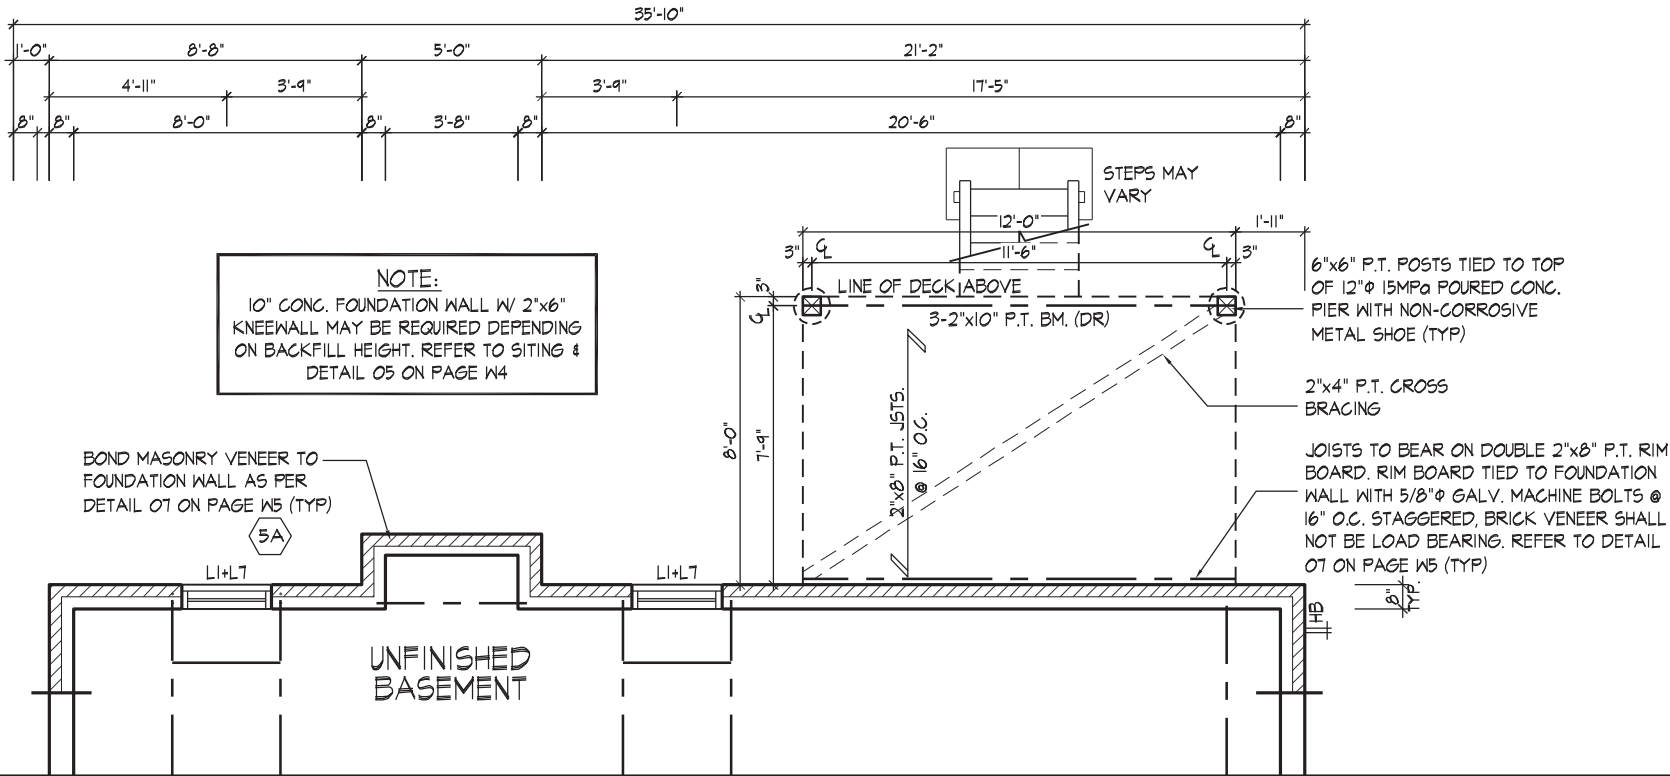 35'-10"
1'-0"
8'-8"
5'-0"
21'-2"
4'-11"
3'-9"
3'-9"
17'-5"
8"
8"
8'-0"
8"
3'-8"
8"
20'-6"
8"
STEPS MAY
VARY
12'-0"
1'-11"
3"
CL
11'-6"
CL
3"
NOTE:
10" CONC. FOUNDATION WALL W/ 2"x6"
KNEEWALL MAY BE REQUIRED DEPENDING
ON BACKFILL HEIGHT. REFER TO SITING &
DETAIL 05 ON PAGE W4
3"
CL
LINE OF DECK ABOVE
3-2"x10" P.T. BM. (DR)
6"x6" P.T. POSTS TIED TO TOP
OF 12"Φ 15MPa POURED CONC.
PIER WITH NON-CORROSIVE
METAL SHOE (TYP)
2"x4" P.T. CROSS
BRACING
8'-0"
7'-9"
2"x8" P.T. JSTS.
@ 16" O.C.
JOISTS TO BEAR ON DOUBLE 2"x8" P.T. RIM
BOARD. RIM BOARD TIED TO FOUNDATION
WALL WITH 5/8"Φ GALV. MACHINE BOLTS @
16" O.C. STAGGERED, BRICK VENEER SHALL
NOT BE LOAD BEARING. REFER TO DETAIL
07 ON PAGE W5 (TYP)
BOND MASONRY VENEER TO
FOUNDATION WALL AS PER
DETAIL 07 ON PAGE W5 (TYP)
5A
L1+L7
L1+L7
8"
TYP.
HB
UNFINISHED
BASEMENT